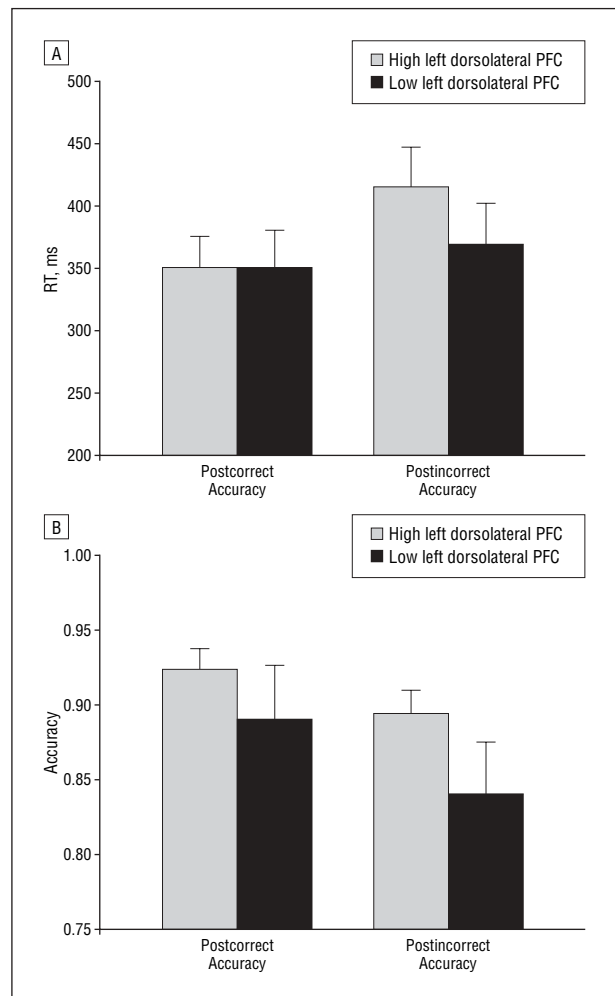 A
High left dorsolateral PFC
Low left dorsolateral PFC
500
450
400
350
300
250
200
RT, ms
Postcorrect
Accuracy
Postincorrect
Accuracy
B
High left dorsolateral PFC
Low left dorsolateral PFC
1.00
0.95
0.90
0.85
0.80
0.75
Accuracy
Postcorrect
Accuracy
Postincorrect
Accuracy